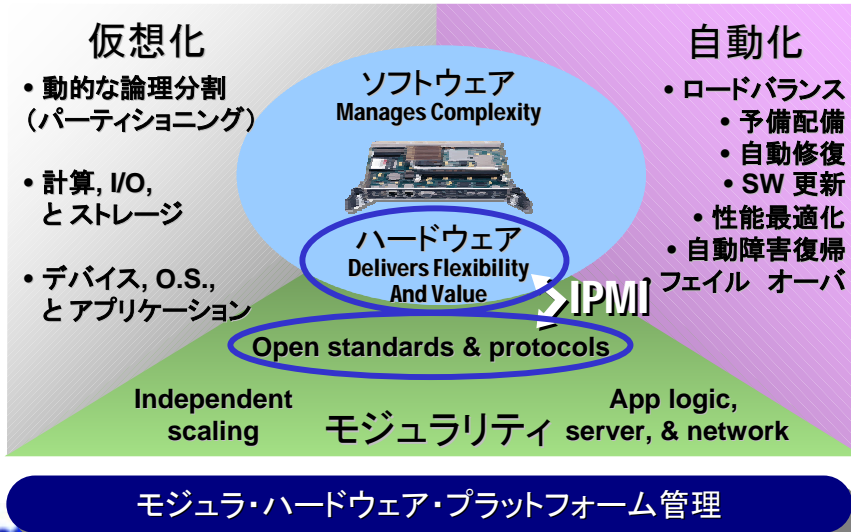 仮想化
• 動的な論理分割
（パーティショニング）
• 計算, I/O,
と ストレージ
• デバイス, O.S.,
と アプリケーション
ソフトウェア
Manages Complexity
ハードウェア
Delivers Flexibility
And Value
IPMI
Open standards & protocols
自動化
• ロードバランス
• 予備配備
• 自動修復
• SW 更新
• 性能最適化
• 自動障害復帰
• フェイル オーバ
Independent
scaling
モジュラリティ
App logic,
server, & network
モジュラ・ハードウェア・プラットフォーム管理